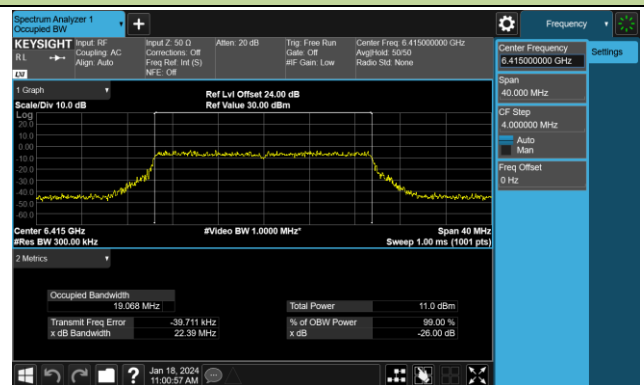 Spectrum Analyzer 1
Occupied BW
+
Frequency
KEYSIGHT
Input: RF
Input Z: 50 Ω
Atten: 20 dB
Trig: Free Run
Center Freq: 6.415000000 GHz
RL
Coupling: AC
Corrections: Off
Gate: Off
Avg|Hold: 50/50
Align: Auto
Freq Ref: Int (S)
#IF Gain: Low
Radio Std: None
NFE: Off
LXI
Center Frequency
6.415000000 GHz
Settings
Span
40.000 MHz
CF Step
4.000000 MHz
Auto
Man
Freq Offset
0 Hz
1 Graph
Ref Lvl Offset 24.00 dB
Scale/Div 10.0 dB
Ref Value 30.00 dBm
Log
20.0
10.0
0.00
-10.0
-20.0
-30.0
-40.0
-50.0
-60.0
Center 6.415 GHz
#Video BW 1.0000 MHz*
Span 40 MHz
#Res BW 300.00 kHz
Sweep 1.00 ms (1001 pts)
2 Metrics
Occupied Bandwidth
19.068 MHz
Total Power
11.0 dBm
Transmit Freq Error
-39.711 kHz
% of OBW Power
99.00 %
x dB Bandwidth
22.39 MHz
x dB
-26.00 dB
?
Jan 18, 2024
11:00:57 AM